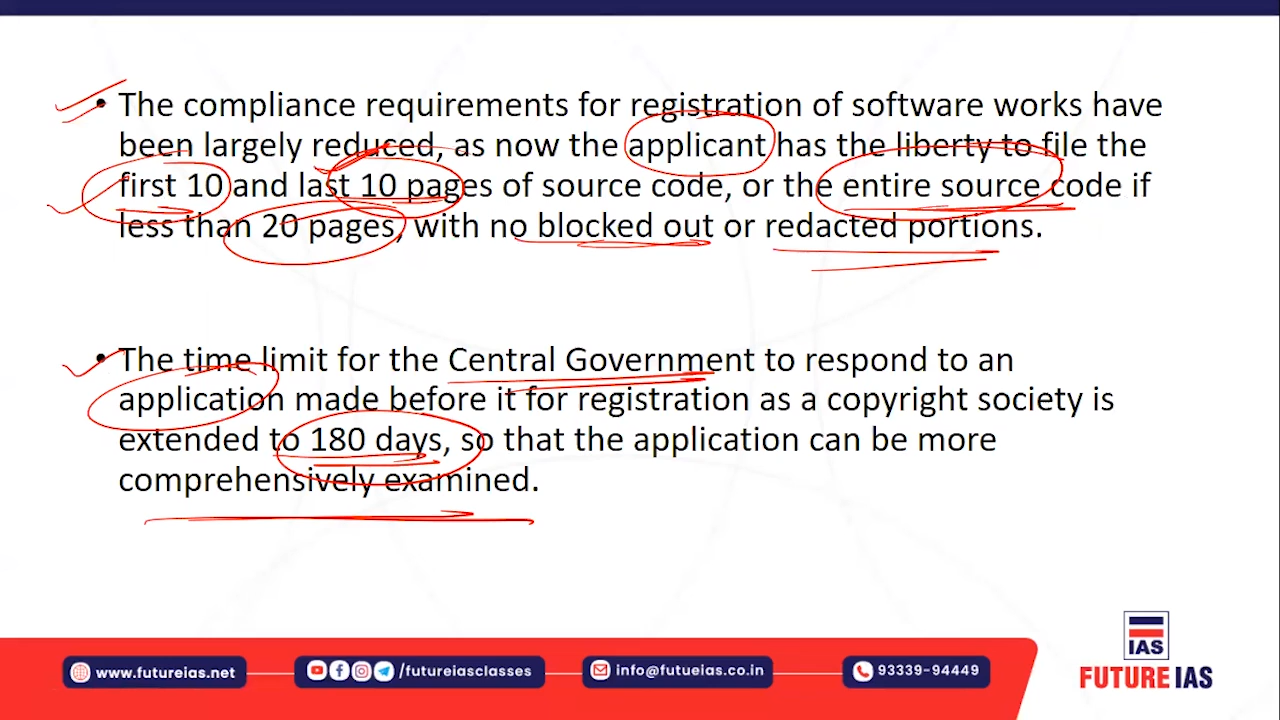 • The compliance requirements for registration of software works have
been largely reduced, as now the applicant has the liberty to file the
first 10 and last 10 pages of source code, or the entire source code if
less than 20 pages, with no blocked out or redacted portions.
• The time limit for the Central Government to respond to an
application made before it for registration as a copyright society is
extended to 180 days, so that the application can be more
comprehensively examined.
IAS
FUTURE IAS
www.futureias.net
/futureiasclasses
info@futueias.co.in
93339-94449